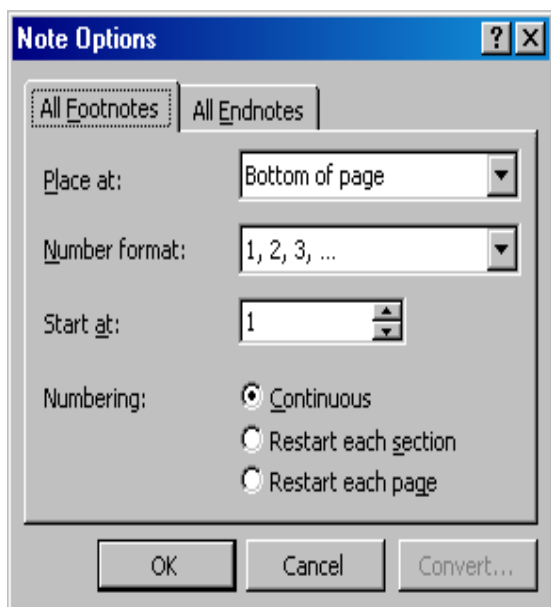 Note Options
All Footnotes All Endnotes
Place at: Bottom of page
Number format: 1, 2, 3, ...
Start at: 1
Numbering: Continuous
Restart each section
Restart each page
OK Cancel Convert...